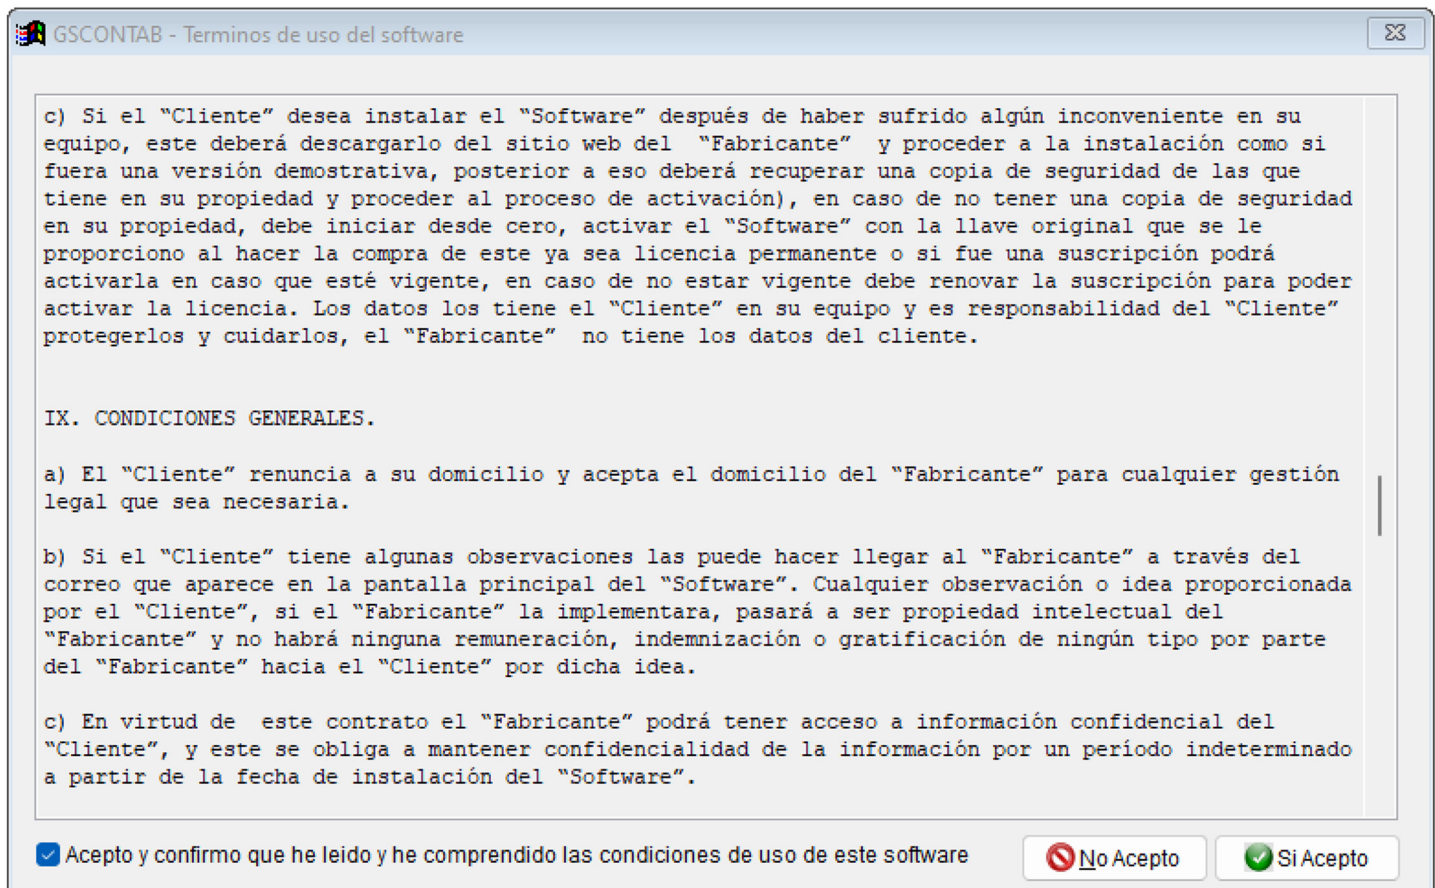 GSCONTAB - Terminos de uso del software
c) Si el “Cliente” desea instalar el “Software” después de haber sufrido algún inconveniente en su
equipo, este deberá descargarlo del sitio web del  “Fabricante”  y proceder a la instalación como si
fuera una versión demostrativa, posterior a eso deberá recuperar una copia de seguridad de las que
tiene en su propiedad y proceder al proceso de activación), en caso de no tener una copia de seguridad
en su propiedad, debe iniciar desde cero, activar el “Software” con la llave original que se le
proporciono al hacer la compra de este ya sea licencia permanente o si fue una suscripción podrá
activarla en caso que esté vigente, en caso de no estar vigente debe renovar la suscripción para poder
activar la licencia. Los datos los tiene el “Cliente” en su equipo y es responsabilidad del “Cliente”
protegerlos y cuidarlos, el “Fabricante”  no tiene los datos del cliente.
IX. CONDICIONES GENERALES.
a) El “Cliente” renuncia a su domicilio y acepta el domicilio del “Fabricante” para cualquier gestión
legal que sea necesaria.
b) Si el “Cliente” tiene algunas observaciones las puede hacer llegar al “Fabricante” a través del
correo que aparece en la pantalla principal del “Software”. Cualquier observación o idea proporcionada
por el “Cliente”, si el “Fabricante” la implementara, pasará a ser propiedad intelectual del
“Fabricante” y no habrá ninguna remuneración, indemnización o gratificación de ningún tipo por parte
del “Fabricante” hacia el “Cliente” por dicha idea.
c) En virtud de  este contrato el “Fabricante” podrá tener acceso a información confidencial del
“Cliente”, y este se obliga a mantener confidencialidad de la información por un período indeterminado
a partir de la fecha de instalación del “Software”.
Acepto y confirmo que he leido y he comprendido las condiciones de uso de este software
No Acepto
Si Acepto